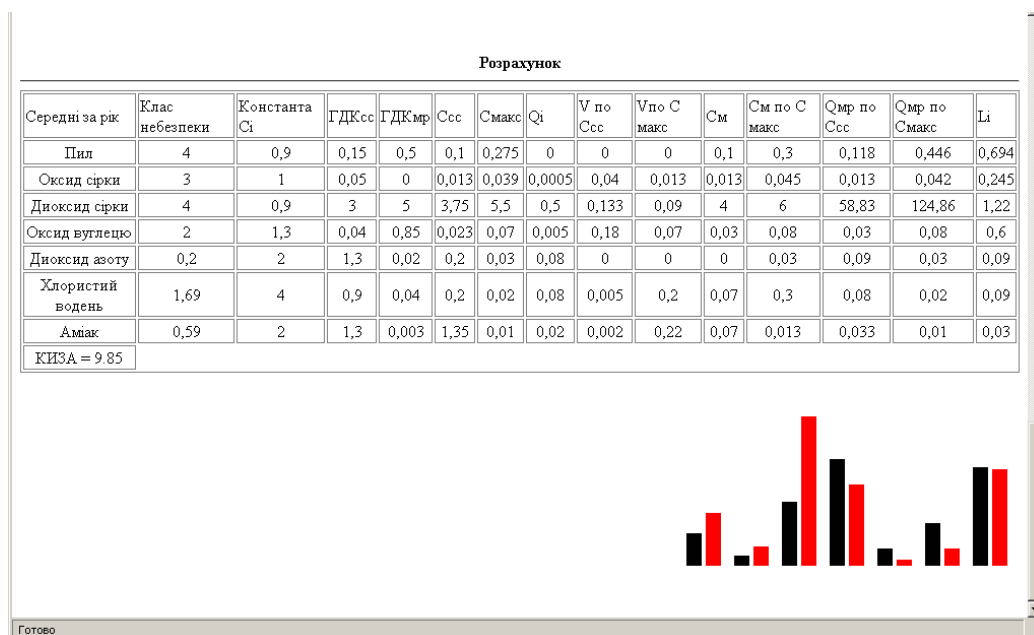 Розрахунок
Середні за рік Клас небезпеки Константа Ci ГДКсс ГДКмр Ссс Смакс Qi V по Ссс Vпо С макс См См по С макс Qмр по Ссс Qмр по Смакс Li
Пил 4 0,9 0,15 0,5 0,1 0,275 0 0 0 0,1 0,3 0,118 0,446 0,694
Оксид сірки 3 1 0,05 0 0,013 0,039 0,0005 0,04 0,013 0,013 0,045 0,013 0,042 0,245
Диоксид сірки 4 0,9 3 5 3,75 5,5 0,5 0,133 0,09 4 6 58,83 124,86 1,22
Оксид вуглецю 2 1,3 0,04 0,85 0,023 0,07 0,005 0,18 0,07 0,03 0,08 0,03 0,08 0,6
Диоксид азоту 0,2 2 1,3 0,02 0,2 0,03 0,08 0 0 0 0,03 0,09 0,03 0,09
Хлористий водень 1,69 4 0,9 0,04 0,2 0,02 0,08 0,005 0,2 0,07 0,3 0,08 0,02 0,09
Аміак 0,59 2 1,3 0,003 1,35 0,01 0,02 0,002 0,22 0,07 0,013 0,033 0,01 0,03
КИЗА = 9.85
Готово